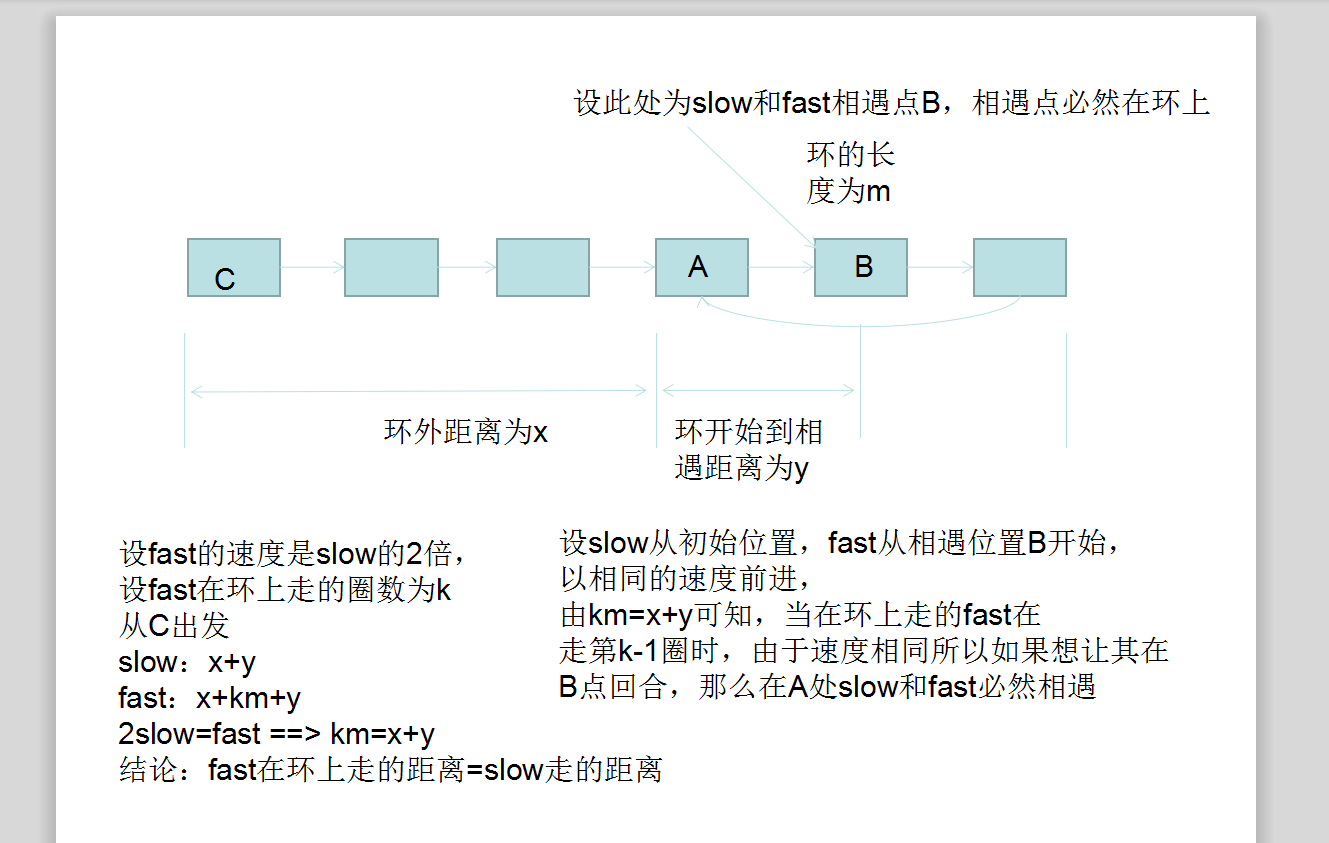 设此处为slow和fast相遇点B，相遇点必然在环上
环的长
度为m
C
A
B
环外距离为x
环开始到相
遇距离为y
设fast的速度是slow的2倍，
设fast在环上走的圈数为k
从C出发
slow：x+y
fast：x+km+y
2slow=fast ==> km=x+y
结论：fast在环上走的距离=slow走的距离
设slow从初始位置，fast从相遇位置B开始，
以相同的速度前进，
由km=x+y可知，当在环上走的fast在
走第k-1圈时，由于速度相同所以如果想让其在
B点回合，那么在A处slow和fast必然相遇